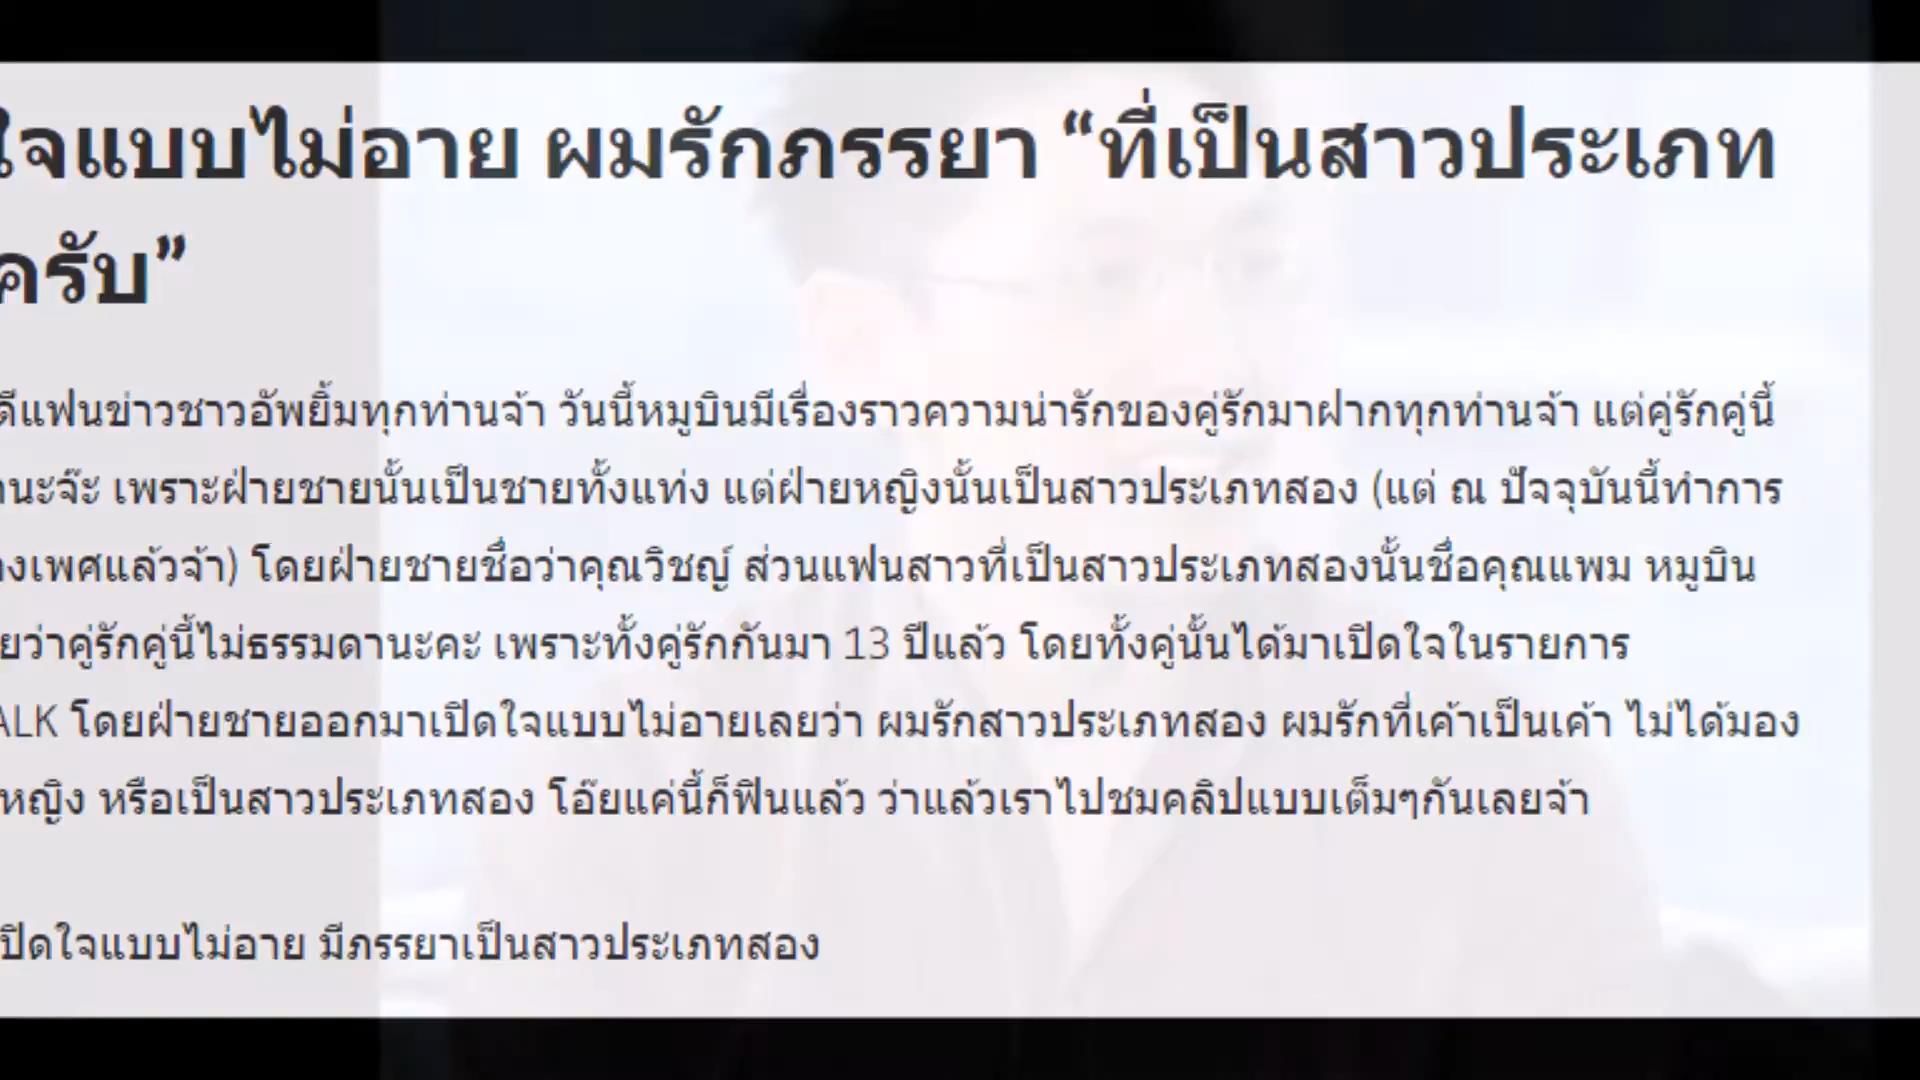 ใจแบบไม่อาย ผมรักภรรยา “ที่เป็นสาวประเภท
ครับ”
ดีแฟนข่าวชาวอัพยิ้มทุกท่านจ้า วันนี้หมูบินมีเรื่องราวความน่ารักของคู่รักมาฝากทุกท่านจ้า แต่คู่รักคู่นี้
นะจ๊ะ เพราะฝ่ายชายนั้นเป็นชายทั้งแท่ง แต่ฝ่ายหญิงนั้นเป็นสาวประเภทสอง (แต่ ณ ปัจจุบันนี้ทำการ
งเพศแล้วจ้า) โดยฝ่ายชายชื่อว่าคุณวิชญ์ ส่วนแฟนสาวที่เป็นสาวประเภทสองนั้นชื่อคุณแพม หมูบิน
ยว่าคู่รักคู่นี้ไม่ธรรมดานะคะ เพราะทั้งคู่รักกันมา 13 ปีแล้ว โดยทั้งคู่นั้นได้มาเปิดใจในรายการ
ALK โดยฝ่ายชายออกมาเปิดใจแบบไม่อายเลยว่า ผมรักสาวประเภทสอง ผมรักที่เค้าเป็นเค้า ไม่ได้มอง
หญิง หรือเป็นสาวประเภทสอง โอ๊ยแค่นี้ก็ฟินแล้ว ว่าแล้วเราไปชมคลิปแบบเต็มๆกันเลยจ้า
ปิดใจแบบไม่อาย มีภรรยาเป็นสาวประเภทสอง